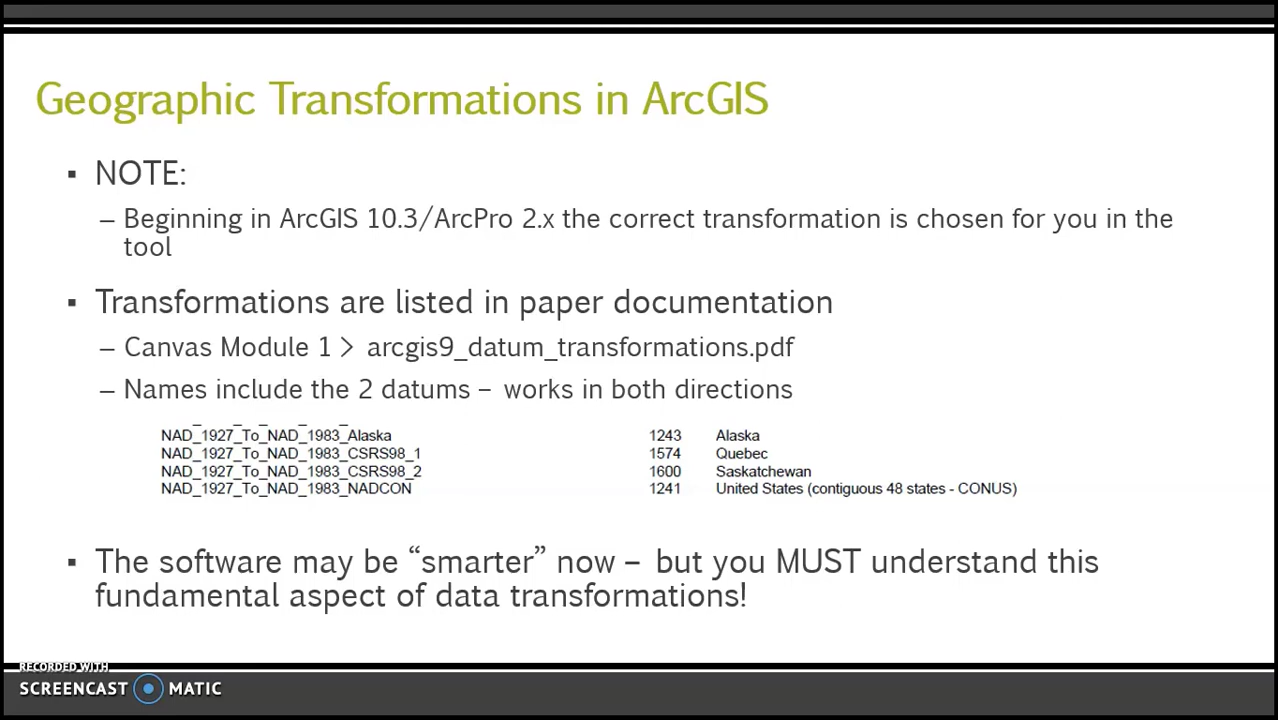 Geographic Transformations in ArcGIS
▪ NOTE:
– Beginning in ArcGIS 10.3/ArcPro 2.x the correct transformation is chosen for you in the
tool
▪ Transformations are listed in paper documentation
– Canvas Module 1 > arcgis9_datum_transformations.pdf
– Names include the 2 datums – works in both directions
NAD_1927_To_NAD_1983_Alaska 1243 Alaska
NAD_1927_To_NAD_1983_CSRS98_1 1574 Quebec
NAD_1927_To_NAD_1983_CSRS98_2 1600 Saskatchewan
NAD_1927_To_NAD_1983_NADCON 1241 United States (contiguous 48 states - CONUS)
▪ The software may be “smarter” now – but you MUST understand this
fundamental aspect of data transformations!
RECORDED WITH
SCREENCAST MATIC